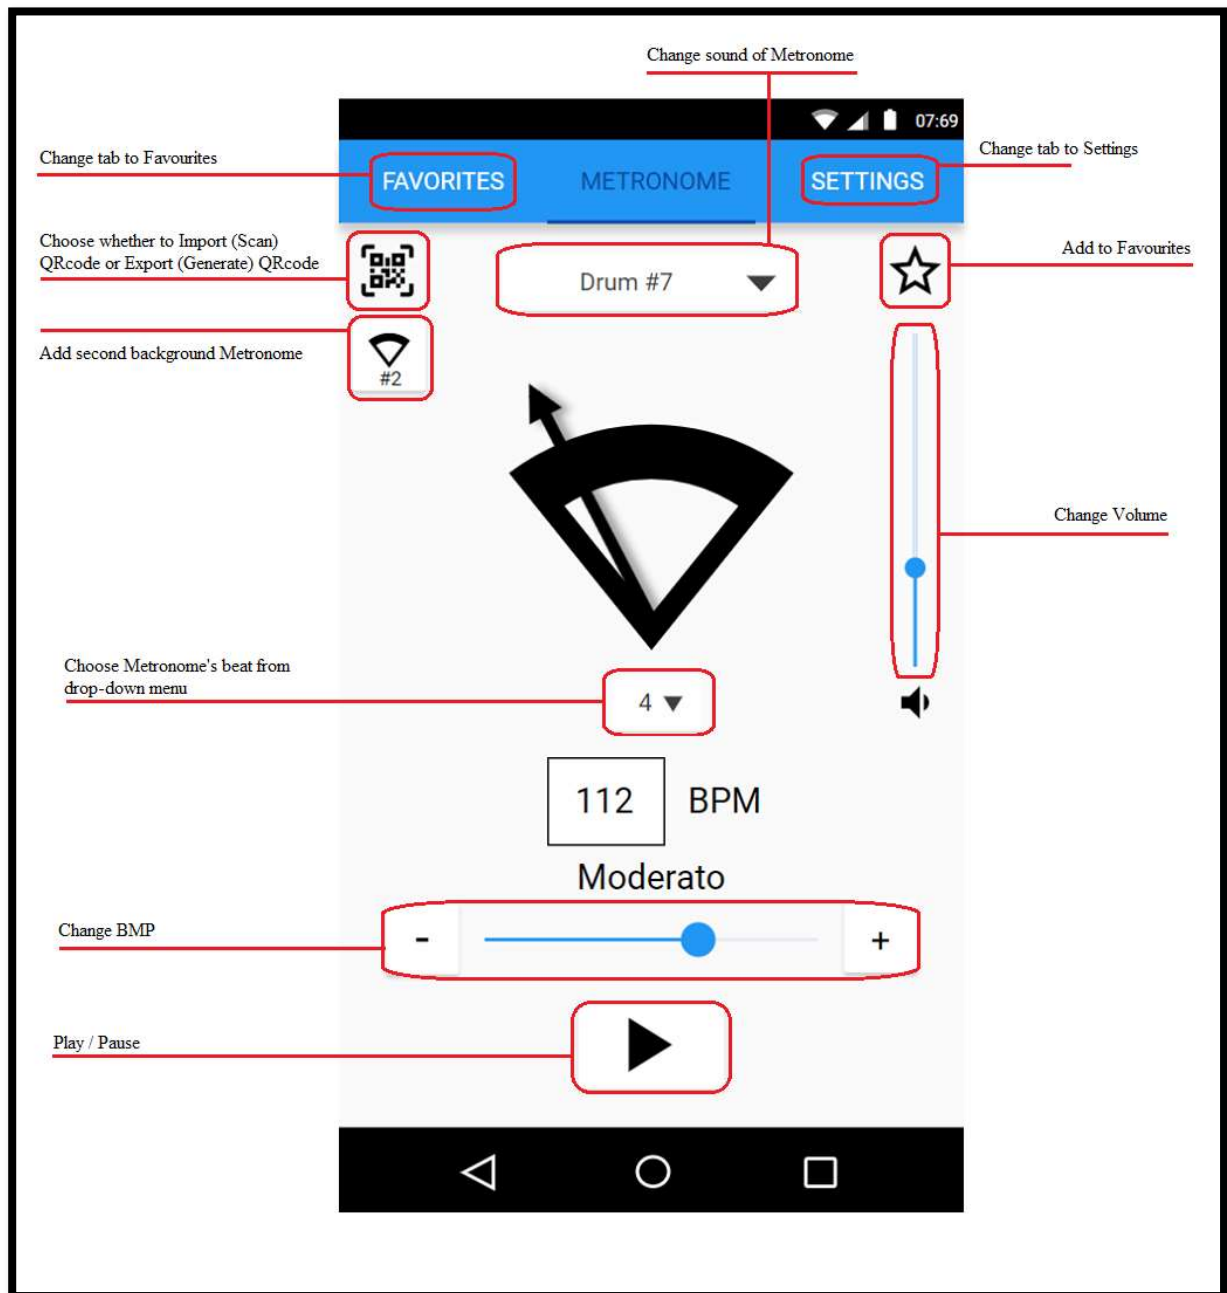 Change sound of Metronome
07:69
Change tab to Favourites
Change tab to Settings
FAVORITES
METRONOME
SETTINGS
Choose whether to Import (Scan)
QRcode or Export (Generate) QRcode
Drum #7
Add to Favourites
Add second background Metronome
#2
Change Volume
Choose Metronome's beat from
drop-down menu
4
112 BPM
Moderato
Change BMP
-
+
Play / Pause